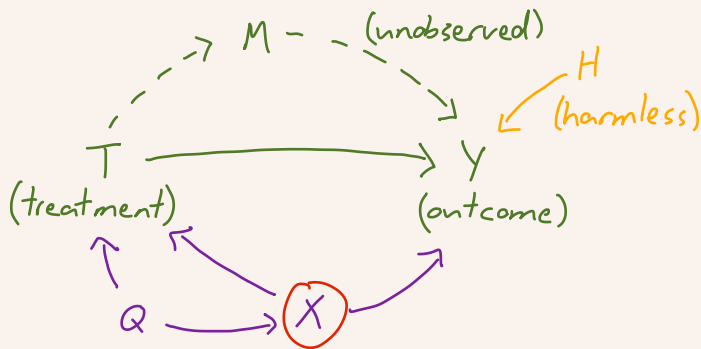 M (unobserved)
H
(harmless)
T Y
(treatment) (outcome)
Q X